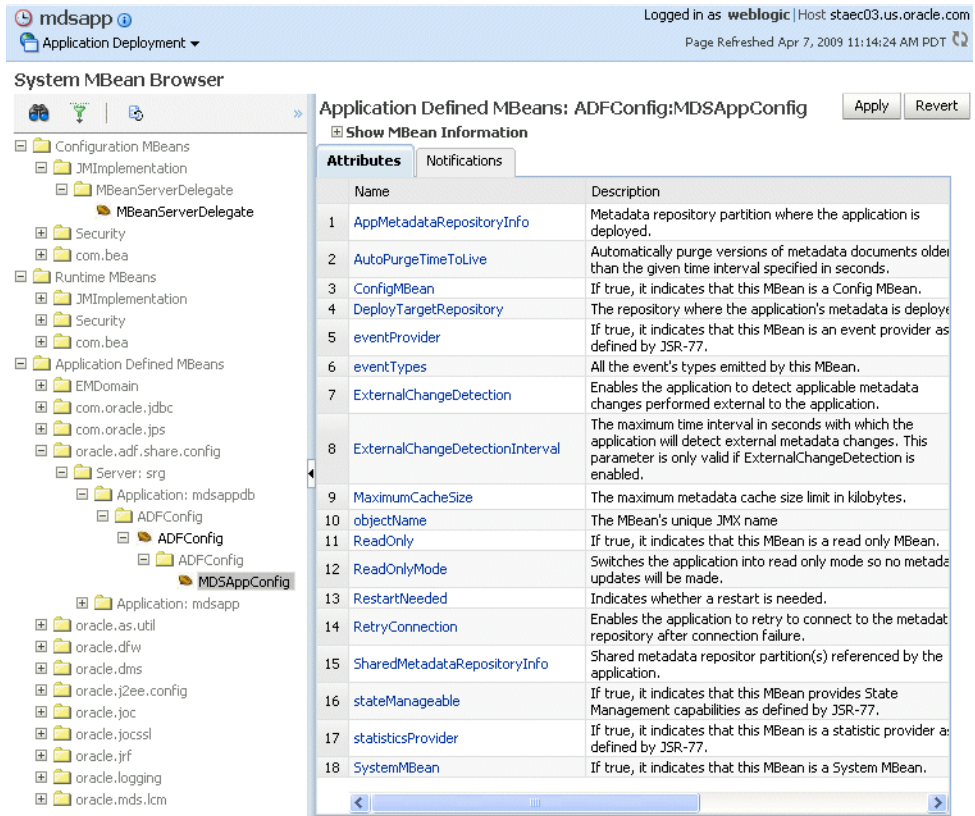 mdsapp
Logged in as weblogic|Host staec03.us.oracle.com
Application Deployment
Page Refreshed Apr 7, 2009 11:14:24 AM PDT
System MBean Browser
Configuration MBeans
JMImplementation
MBeanServerDelegate
MBeanServerDelegate
Security
com.bea
Runtime MBeans
JMImplementation
Security
com.bea
Application Defined MBeans
EMDomain
com.oracle.jdbc
com.oracle.jps
oracle.adf.share.config
Server: srg
Application: mdsappdb
ADFConfig
ADFConfig
ADFConfig
MDSAppConfig
Application: mdsapp
oracle.as.util
oracle.dfw
oracle.dms
oracle.j2ee.config
oracle.joc
oracle.jocssl
oracle.jrf
oracle.logging
oracle.mds.lcm
Application Defined MBeans: ADFConfig:MDSAppConfig
Apply Revert
Show MBean Information
Attributes Notifications
Name Description
1 AppMetadataRepositoryInfo Metadata repository partition where the application is
deployed.
2 AutoPurgeTimeToLive Automatically purge versions of metadata documents older
than the given time interval specified in seconds.
3 ConfigMBean If true, it indicates that this MBean is a Config MBean.
4 DeployTargetRepository The repository where the application's metadata is deploye
5 eventProvider If true, it indicates that this MBean is an event provider as
defined by JSR-77.
6 eventTypes All the event's types emitted by this MBean.
7 ExternalChangeDetection Enables the application to detect applicable metadata
changes performed external to the application.
8 ExternalChangeDetectionInterval The maximum time interval in seconds with which the
application will detect external metadata changes. This
parameter is only valid if ExternalChangeDetection is
enabled.
9 MaximumCacheSize The maximum metadata cache size limit in kilobytes.
10 objectName The MBean's unique JMX name
11 ReadOnly If true, it indicates that this MBean is a read only MBean.
12 ReadOnlyMode Switches the application into read only mode so no metada
updates will be made.
13 RestartNeeded Indicates whether a restart is needed.
14 RetryConnection Enables the application to retry to connect to the metadat
repository after connection failure.
15 SharedMetadataRepositoryInfo Shared metadata repositor partition(s) referenced by the
application.
16 stateManageable If true, it indicates that this MBean provides State
Management capabilities as defined by JSR-77.
17 statisticsProvider If true, it indicates that this MBean is a statistic provider a
defined by JSR-77.
18 SystemMBean If true, it indicates that this MBean is a System MBean.